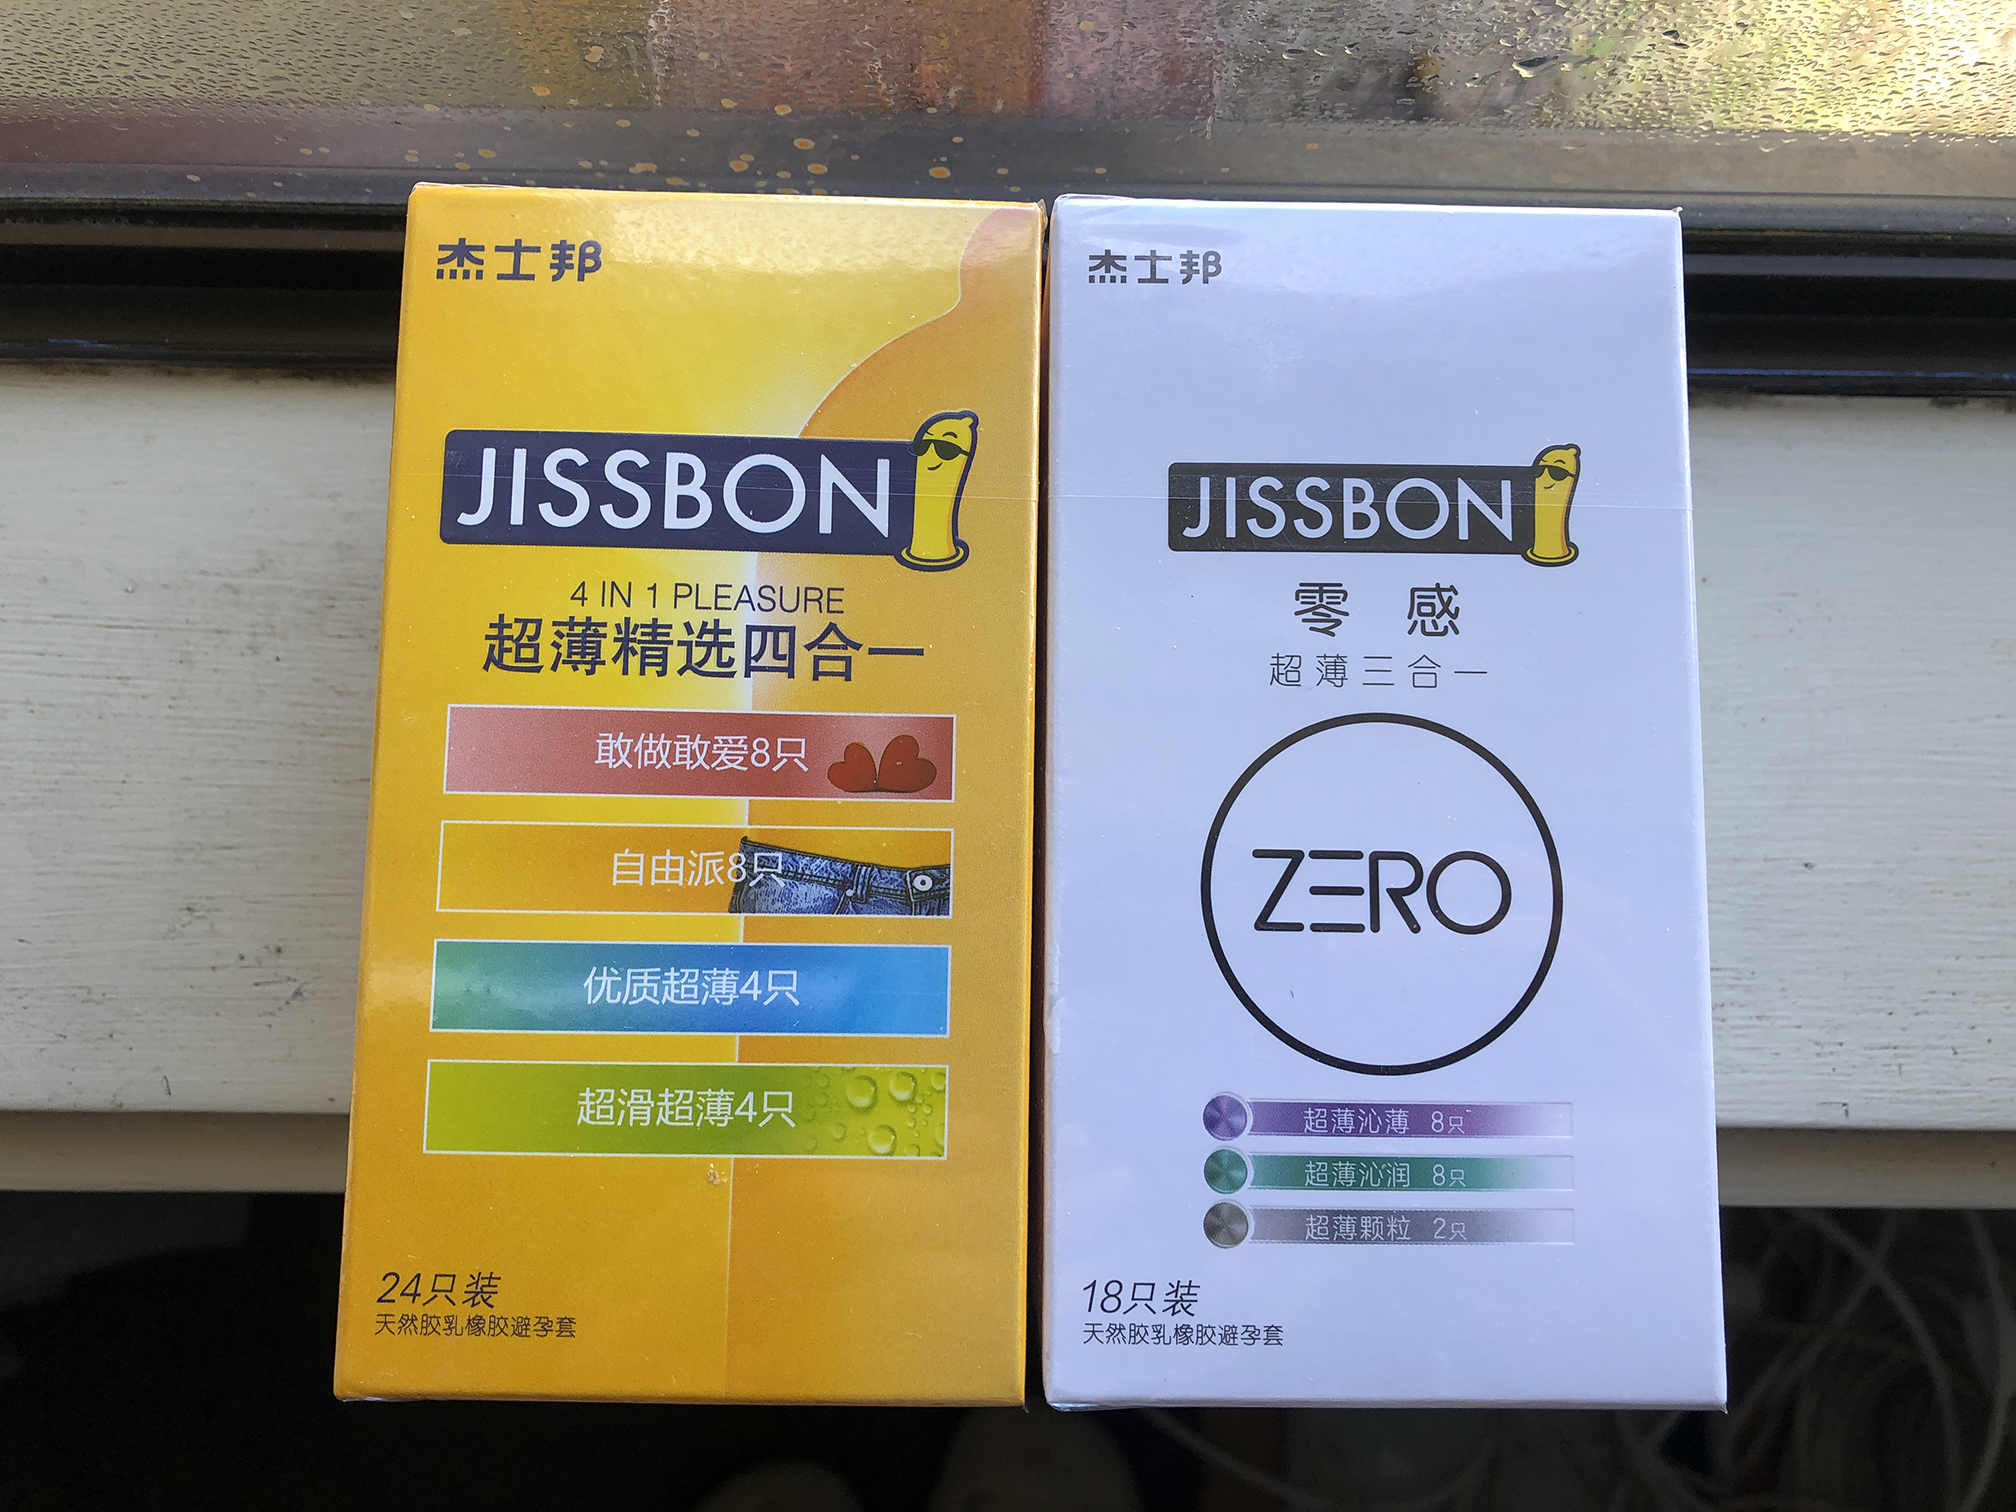 杰士邦
JISSBON
4 IN 1 PLEASURE
超薄精选四合一
敢做敢爱8只
自由派8只
优质超薄4只
超滑超薄4只
24只装
天然胶乳橡胶避孕套
杰士邦
JISSBON
零感
超薄三合一
ZERO
超薄沁薄 8只
超薄沁润 8只
超薄颗粒 2只
18只装
天然胶乳橡胶避孕套